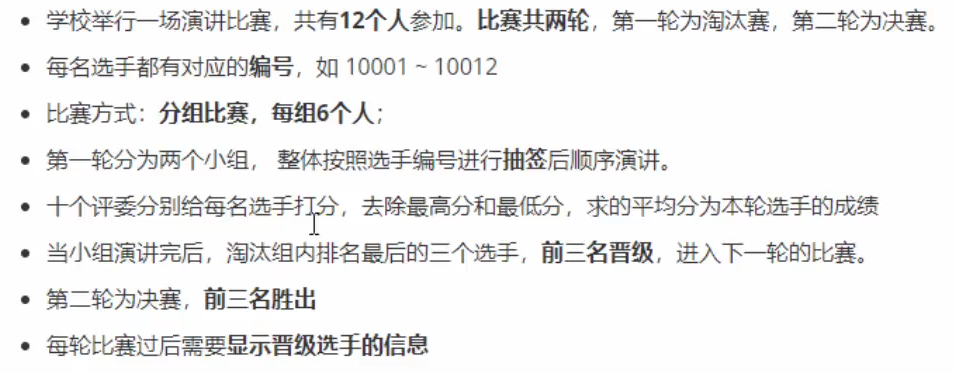 学校举行一场演讲比赛，共有12个人参加。比赛共两轮，第一轮为淘汰赛，第二轮为决赛。
每名选手都有对应的编号，如 10001 ~ 10012
比赛方式：分组比赛，每组6个人；
第一轮分为两个小组， 整体按照选手编号进行抽签后顺序演讲。
十个评委分别给每名选手打分，去除最高分和最低分，求的平均分为本轮选手的成绩
当小组演讲完后，淘汰组内排名最后的三个选手，前三名晋级，进入下一轮的比赛。
第二轮为决赛，前三名胜出
每轮比赛过后需要显示晋级选手的信息